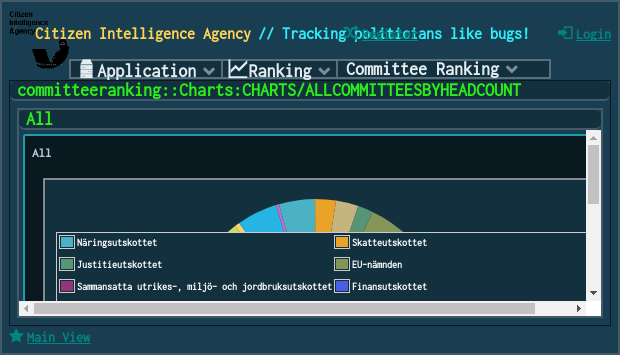 Citizen
Intelligence
Agency
Citizen Intelligence Agency // Tracking politicians like bugs!
Login
Application Ranking Committee Ranking
committeeranking::Charts:CHARTS/ALLCOMMITTEESBYHEADCOUNT
All
All
Näringsutskottet Skatteutskottet
Justitieutskottet EU-nämnden
Sammansatta utrikes-, miljö- och jordbruksutskottet Finansutskottet
Main View